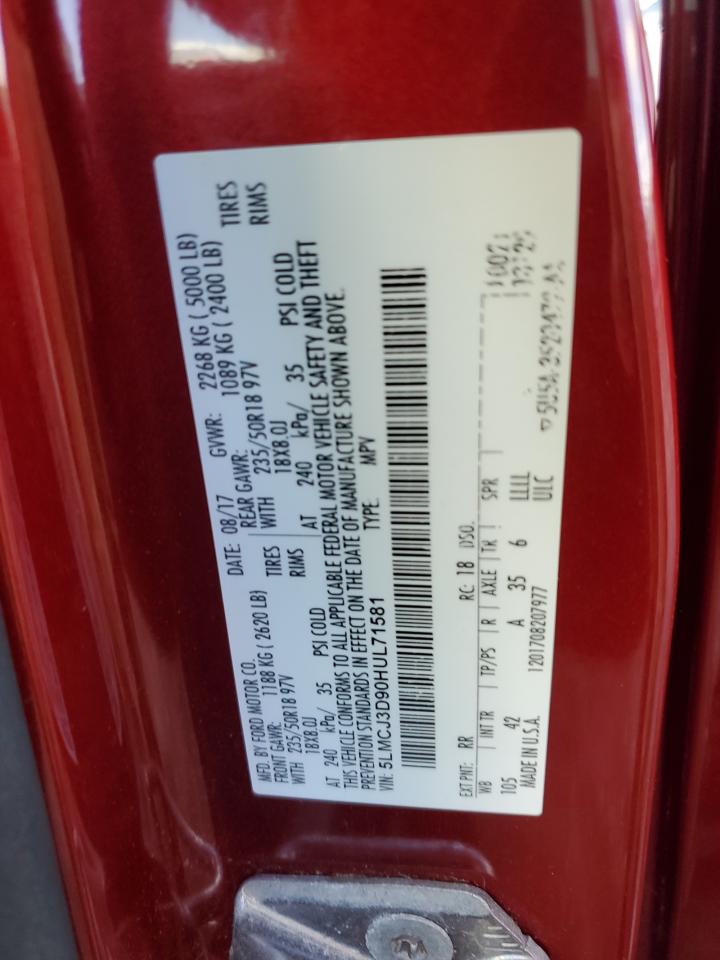 MFD. BY FORD MOTOR CO. DATE: 08/17 GVWR: 2268 KG ( 5000 LB)
FRONT GAWR: 1188 KG ( 2620 LB) REAR GAWR: 1089 KG ( 2400 LB)
WITH 235/50R18 97V TIRES WITH 235/50R18 97V TIRES
18X8.0J RIMS 18X8.0J RIMS
AT 240 kPa/ 35 PSI COLD AT 240 kPa/ 35 PSI COLD
THIS VEHICLE CONFORMS TO ALL APPLICABLE FEDERAL MOTOR VEHICLE SAFETY AND THEFT
PREVENTION STANDARDS IN EFFECT ON THE DATE OF MANUFACTURE SHOWN ABOVE.
VIN: 5LMCJ3D90HUL71581 TYPE: MPV
EXT PNT: RR RC: 18 DSO:
WB INT TR TP/PS R AXLE TR SPR
105 42 A 35 6 LLLL
MADE IN U.S.A. 1201708207977 ULC